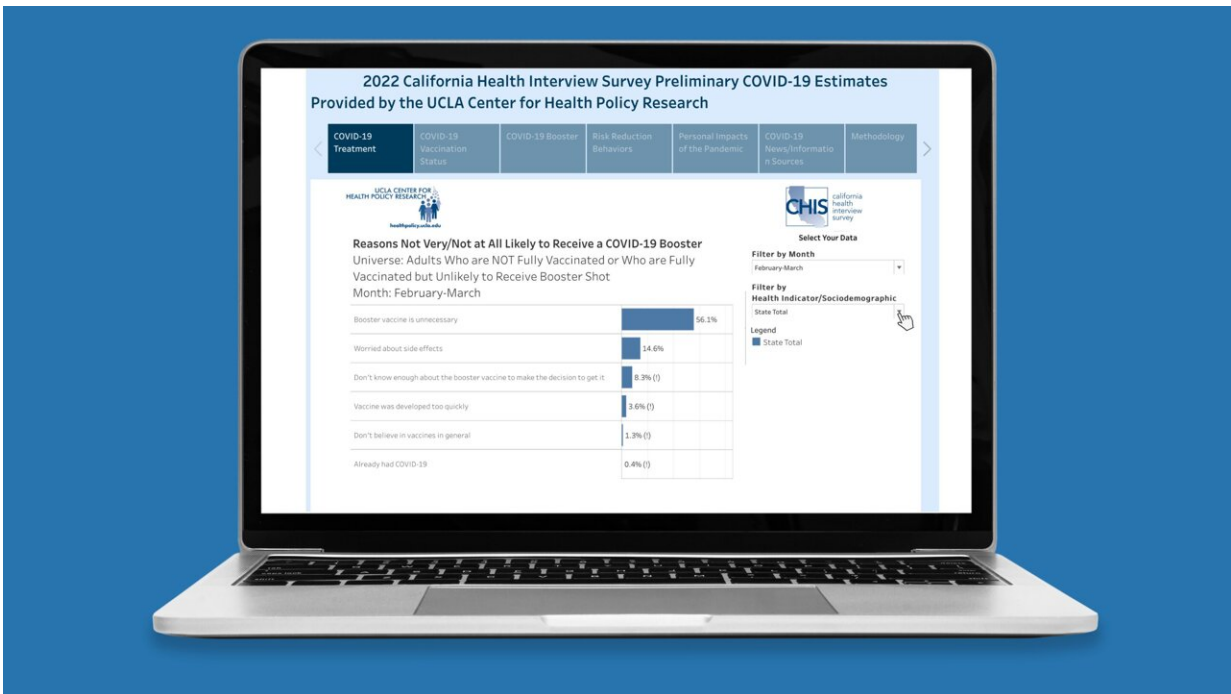 2022 California Health Interview Survey Preliminary COVID-19 Estimates
Provided by the UCLA Center for Health Policy Research
COVID-19
Treatment
COVID-19
Vaccination
Status
COVID-19 Booster
Risk Reduction
Behaviors
Personal Impacts
of the Pandemic
COVID-19
News/Informatio
n Sources
Methodology
UCLA CENTER FOR
HEALTH POLICY RESEARCH
healthpolicy.ucla.edu
CHIS
california
health
interview
survey
Reasons Not Very/Not at All Likely to Receive a COVID-19 Booster
Universe: Adults Who are NOT Fully Vaccinated or Who are Fully
Vaccinated but Unlikely to Receive Booster Shot
Month: February-March
Select Your Data
Filter by Month
February-March
Filter by
Health Indicator/Sociodemographic
State Total
Legend
State Total
Booster vaccine is unnecessary 56.1%
Worried about side effects 14.6%
Don't know enough about the booster vaccine to make the decision to get it 8.3% (!)
Vaccine was developed too quickly 3.6% (!)
Don't believe in vaccines in general 1.3% (!)
Already had COVID-19 0.4% (!)